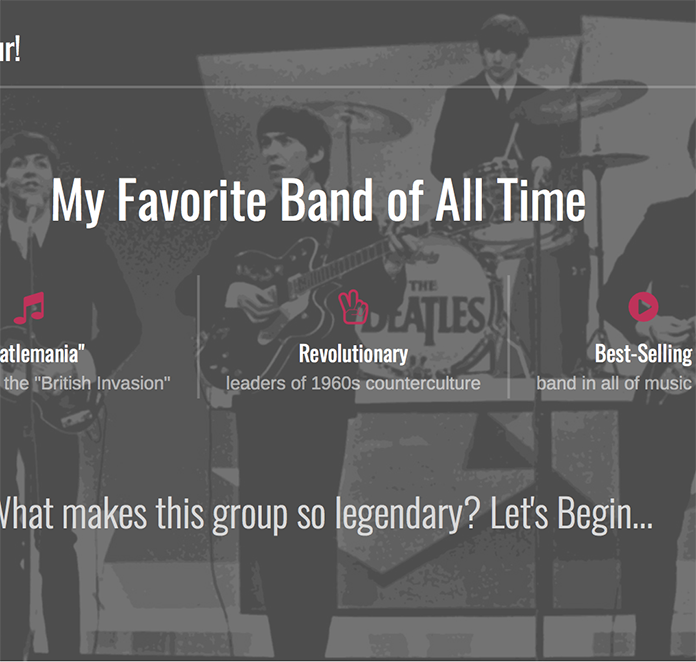 ur!
My Favorite Band of All Time
THE
BEATLES
atlemania"
the "British Invasion"
Revolutionary
leaders of 1960s counterculture
Best-Selling
band in all of music
What makes this group so legendary? Let's Begin...